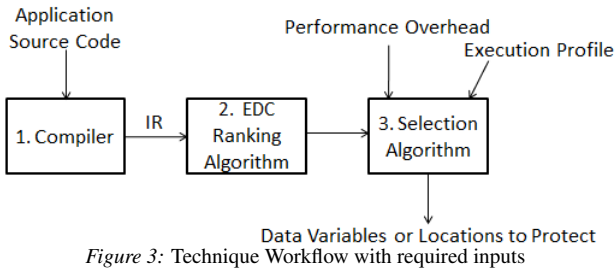 Application
Source Code
Performance Overhead
Execution Profile
1. Compiler
IR
2. EDC
Ranking
Algorithm
3. Selection
Algorithm
Data Variables or Locations to Protect
Figure 3: Technique Workflow with required inputs